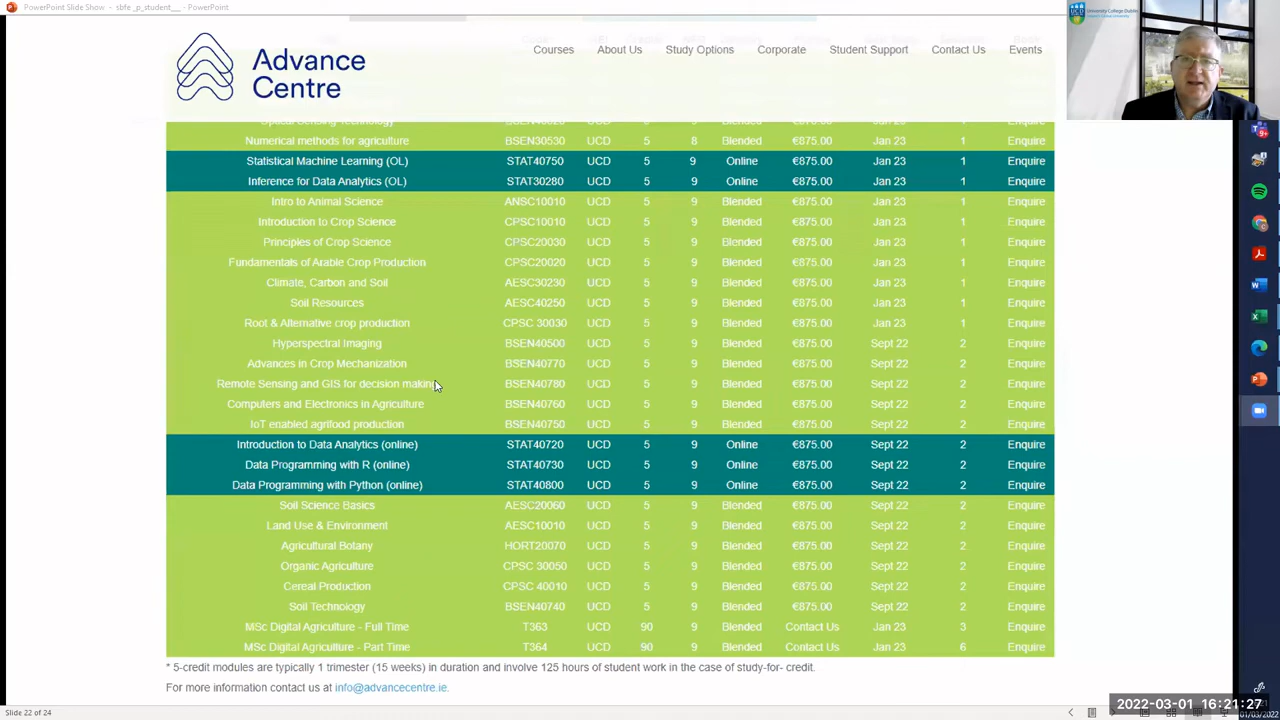 PowerPoint Slide Show - sbfe _p_student___ - PowerPoint
University College Dublin
Advance
Centre
Courses About Us Study Options Corporate Student Support Contact Us Events
Numerical methods for agriculture BSEN30530 UCD 5 8 Blended €875.00 Jan 23 1 Enquire
Statistical Machine Learning (OL) STAT40750 UCD 5 9 Online €875.00 Jan 23 1 Enquire
Inference for Data Analytics (OL) STAT30280 UCD 5 9 Online €875.00 Jan 23 1 Enquire
Intro to Animal Science ANSC10010 UCD 5 9 Blended €875.00 Jan 23 1 Enquire
Introduction to Crop Science CPSC10010 UCD 5 9 Blended €875.00 Jan 23 1 Enquire
Principles of Crop Science CPSC20030 UCD 5 9 Blended €875.00 Jan 23 1 Enquire
Fundamentals of Arable Crop Production CPSC20020 UCD 5 9 Blended €875.00 Jan 23 1 Enquire
Climate, Carbon and Soil AESC30230 UCD 5 9 Blended €875.00 Jan 23 1 Enquire
Soil Resources AESC40250 UCD 5 9 Blended €875.00 Jan 23 1 Enquire
Root & Alternative crop production CPSC 30030 UCD 5 9 Blended €875.00 Jan 23 1 Enquire
Hyperspectral Imaging BSEN40500 UCD 5 9 Blended €875.00 Sept 22 2 Enquire
Advances in Crop Mechanization BSEN40770 UCD 5 9 Blended €875.00 Sept 22 2 Enquire
Remote Sensing and GIS for decision making BSEN40780 UCD 5 9 Blended €875.00 Sept 22 2 Enquire
Computers and Electronics in Agriculture BSEN40760 UCD 5 9 Blended €875.00 Sept 22 2 Enquire
IoT enabled agrifood production BSEN40750 UCD 5 9 Blended €875.00 Sept 22 2 Enquire
Introduction to Data Analytics (online) STAT40720 UCD 5 9 Online €875.00 Sept 22 2 Enquire
Data Programming with R (online) STAT40730 UCD 5 9 Online €875.00 Sept 22 2 Enquire
Data Programming with Python (online) STAT40800 UCD 5 9 Online €875.00 Sept 22 2 Enquire
Soil Science Basics AESC20060 UCD 5 9 Blended €875.00 Sept 22 2 Enquire
Land Use & Environment AESC10010 UCD 5 9 Blended €875.00 Sept 22 2 Enquire
Agricultural Botany HORT20070 UCD 5 9 Blended €875.00 Sept 22 2 Enquire
Organic Agriculture CPSC 30050 UCD 5 9 Blended €875.00 Sept 22 2 Enquire
Cereal Production CPSC 40010 UCD 5 9 Blended €875.00 Sept 22 2 Enquire
Soil Technology BSEN40740 UCD 5 9 Blended €875.00 Sept 22 2 Enquire
MSc Digital Agriculture - Full Time T363 UCD 90 9 Blended Contact Us Jan 23 3 Enquire
MSc Digital Agriculture - Part Time T364 UCD 90 9 Blended Contact Us Jan 23 6 Enquire
* 5-credit modules are typically 1 trimester (15 weeks) in duration and involve 125 hours of student work in the case of study-for- credit.
For more information contact us at info@advancecentre.ie.
2022-03-01 16:21:27
Slide 22 of 24
01/03/2022